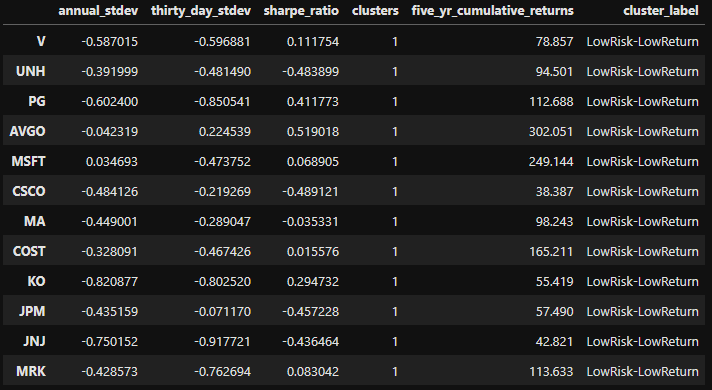 annual_stdev thirty_day_stdev sharpe_ratio clusters five_yr_cumulative_returns cluster_label
V -0.587015 -0.596881 0.111754 1 78.857 LowRisk-LowReturn
UNH -0.391999 -0.481490 -0.483899 1 94.501 LowRisk-LowReturn
PG -0.602400 -0.850541 0.411773 1 112.688 LowRisk-LowReturn
AVGO -0.042319 0.224539 0.519018 1 302.051 LowRisk-LowReturn
MSFT 0.034693 -0.473752 0.068905 1 249.144 LowRisk-LowReturn
CSCO -0.484126 -0.219269 -0.489121 1 38.387 LowRisk-LowReturn
MA -0.449001 -0.289047 -0.035331 1 98.243 LowRisk-LowReturn
COST -0.328091 -0.467426 0.015576 1 165.211 LowRisk-LowReturn
KO -0.820877 -0.802520 0.294732 1 55.419 LowRisk-LowReturn
JPM -0.435159 -0.071170 -0.457228 1 57.490 LowRisk-LowReturn
JNJ -0.750152 -0.917721 -0.436464 1 42.821 LowRisk-LowReturn
MRK -0.428573 -0.762694 0.083042 1 113.633 LowRisk-LowReturn